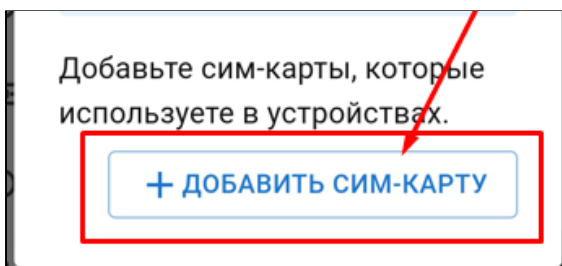 Добавьте сим-карты, которые
используете в устройствах.
+ ДОБАВИТЬ СИМ-КАРТУ